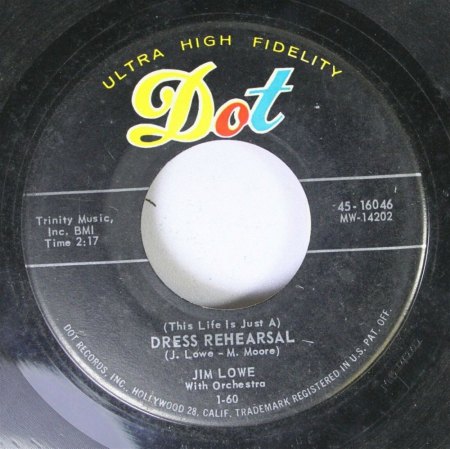 ULTRA HIGH FIDELITY
Dot
Trinity Music,
Inc. BMI
Time 2:17
45-16046
MW-14202
(This Life Is Just A)
DRESS REHEARSAL
(J. Lowe - M. Moore)
JIM LOWE
With Orchestra
1-60
DOT RECORDS, INC., HOLLYWOOD 28, CALIF. TRADEMARK REGISTERED IN U.S. PAT. OFF.